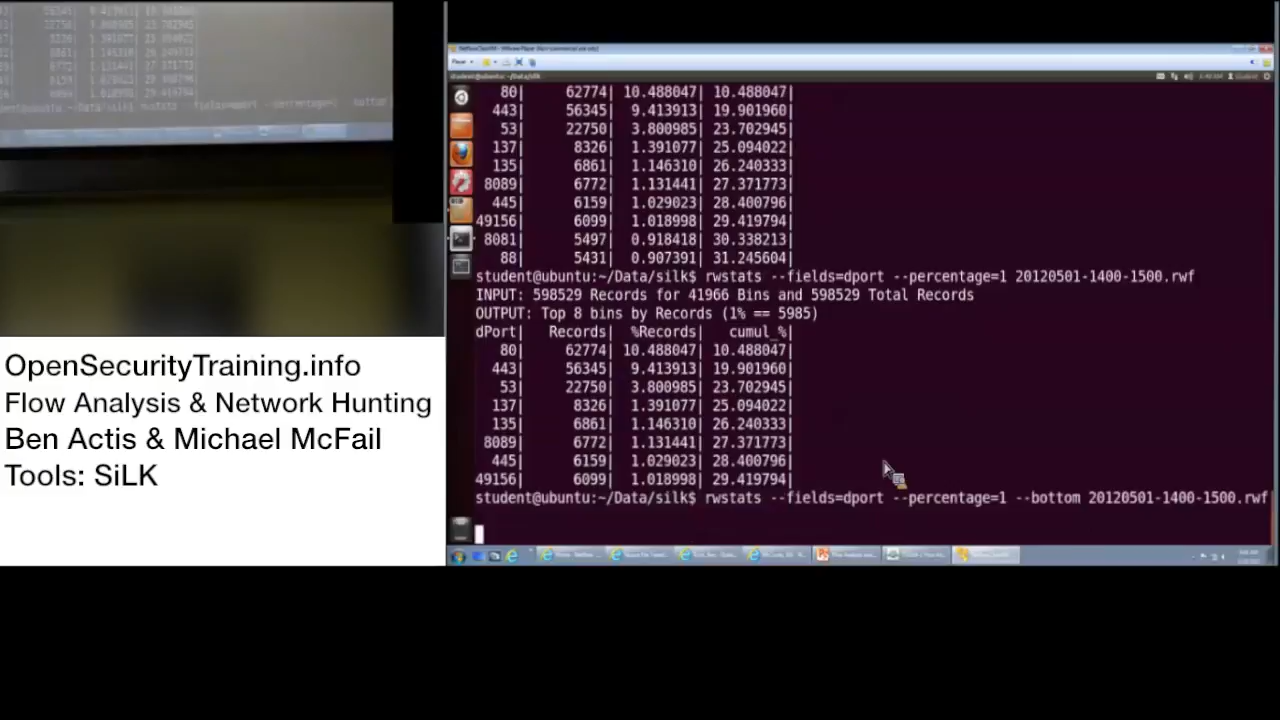 student@ubuntu: ~/Data/silk
80| 62774| 10.488047| 10.488047|
443| 56345| 9.413913| 19.901960|
53| 22750| 3.800985| 23.702945|
137| 8326| 1.391077| 25.094022|
135| 6861| 1.146310| 26.240333|
8089| 6772| 1.131441| 27.371773|
445| 6159| 1.029023| 28.400796|
49156| 6099| 1.018998| 29.419794|
8081| 5497| 0.918418| 30.338213|
88| 5431| 0.907391| 31.245604|
student@ubuntu:~/Data/silk$ rwstats --fields=dport --percentage=1 20120501-1400-1500.rwf
INPUT: 598529 Records for 41966 Bins and 598529 Total Records
OUTPUT: Top 8 bins by Records (1% == 5985)
dPort| Records| %Records| cumul_%|
80| 62774| 10.488047| 10.488047|
443| 56345| 9.413913| 19.901960|
53| 22750| 3.800985| 23.702945|
137| 8326| 1.391077| 25.094022|
135| 6861| 1.146310| 26.240333|
8089| 6772| 1.131441| 27.371773|
445| 6159| 1.029023| 28.400796|
49156| 6099| 1.018998| 29.419794|
student@ubuntu:~/Data/silk$ rwstats --fields=dport --percentage=1 --bottom 20120501-1400-1500.rwf
OpenSecurityTraining.info
Flow Analysis & Network Hunting
Ben Actis & Michael McFail
Tools: SiLK